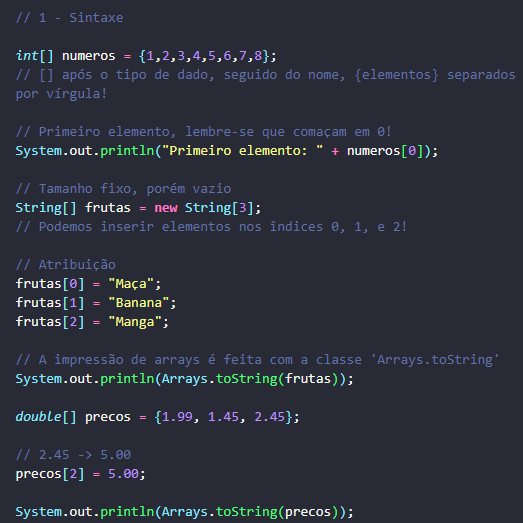 // 1 - Sintaxe
int[] numeros = {1,2,3,4,5,6,7,8};
// [] após o tipo de dado, seguido do nome, {elementos} separados
por vírgula!
// Primeiro elemento, lembre-se que comaçam em 0!
System.out.println("Primeiro elemento: " + numeros[0]);
// Tamanho fixo, porém vazio
String[] frutas = new String[3];
// Podemos inserir elementos nos índices 0, 1, e 2!
// Atribuição
frutas[0] = "Maça";
frutas[1] = "Banana";
frutas[2] = "Manga";
// A impressão de arrays é feita com a classe 'Arrays.toString'
System.out.println(Arrays.toString(frutas));
double[] precos = {1.99, 1.45, 2.45};
// 2.45 -> 5.00
precos[2] = 5.00;
System.out.println(Arrays.toString(precos));